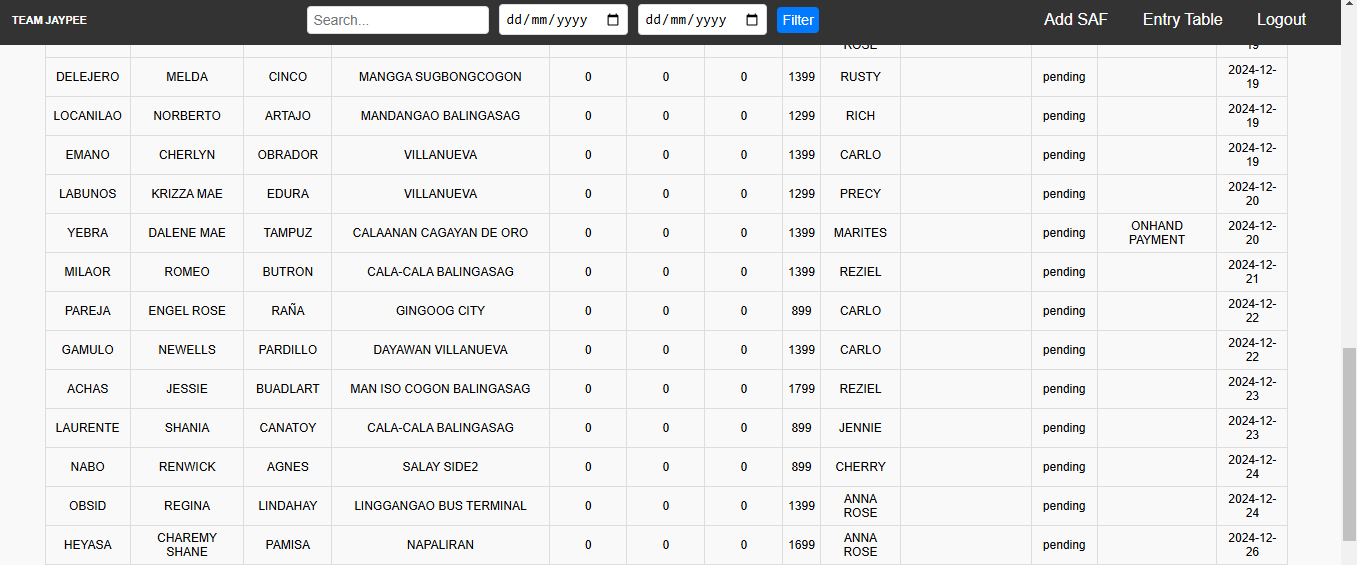 TEAM JAYPEE Search... dd/mm/yyyy dd/mm/yyyy Filter Add SAF Entry Table Logout
ROSE 19
DELEJERO MELDA CINCO MANGGA SUGBONGCOGON 0 0 0 1399 RUSTY pending 2024-12-
19
LOCANILAO NORBERTO ARTAJO MANDANGAO BALINGASAG 0 0 0 1299 RICH pending 2024-12-
19
EMANO CHERLYN OBRADOR VILLANUEVA 0 0 0 1399 CARLO pending 2024-12-
19
LABUNOS KRIZZA MAE EDURA VILLANUEVA 0 0 0 1299 PRECY pending 2024-12-
20
YEBRA DALENE MAE TAMPUZ CALAANAN CAGAYAN DE ORO 0 0 0 1399 MARITES pending ONHAND 2024-12-
PAYMENT 20
MILAOR ROMEO BUTRON CALA-CALA BALINGASAG 0 0 0 1399 REZIEL pending 2024-12-
21
PAREJA ENGEL ROSE RAÑA GINGOOG CITY 0 0 0 899 CARLO pending 2024-12-
22
GAMULO NEWELLS PARDILLO DAYAWAN VILLANUEVA 0 0 0 1399 CARLO pending 2024-12-
22
ACHAS JESSIE BUADLART MAN ISO COGON BALINGASAG 0 0 0 1799 REZIEL pending 2024-12-
23
LAURENTE SHANIA CANATOY CALA-CALA BALINGASAG 0 0 0 899 JENNIE pending 2024-12-
23
NABO RENWICK AGNES SALAY SIDE2 0 0 0 899 CHERRY pending 2024-12-
24
OBSID REGINA LINDAHAY LINGGANGAO BUS TERMINAL 0 0 0 1399 ANNA pending 2024-12-
ROSE 24
HEYASA CHAREMY PAMISA NAPALIRAN 0 0 0 1699 ANNA pending 2024-12-
SHANE ROSE 26